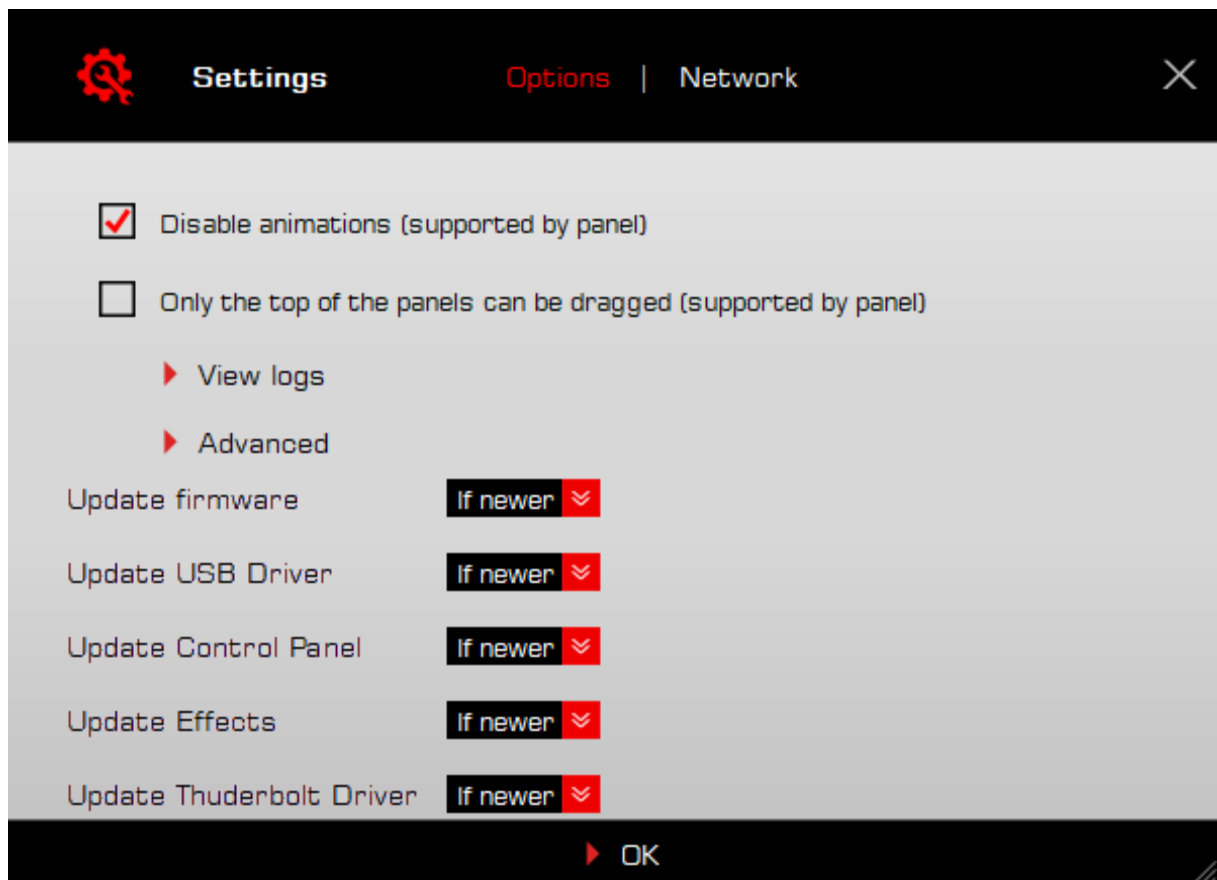 Settings Options | Network
Disable animations (supported by panel)
Only the top of the panels can be dragged (supported by panel)
View logs
Advanced
Update firmware If newer
Update USB Driver If newer
Update Control Panel If newer
Update Effects If newer
Update Thuderbolt Driver If newer
OK